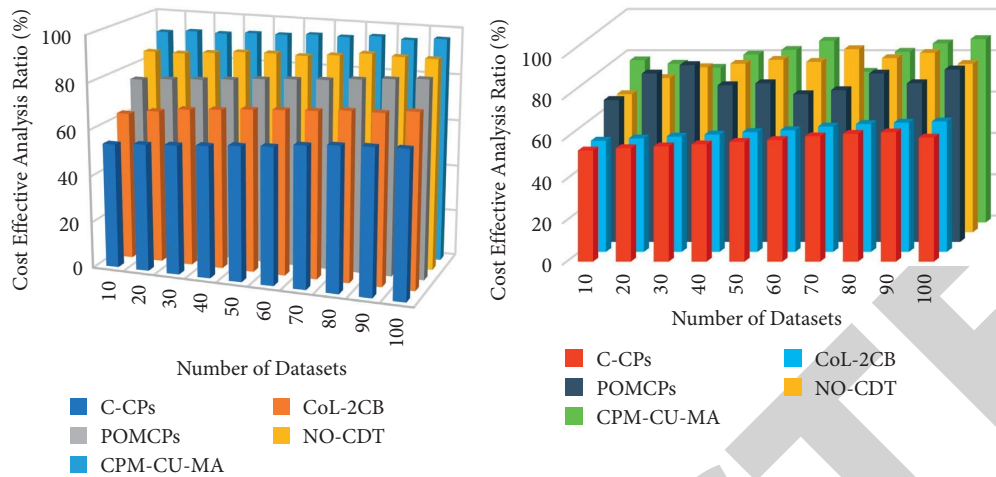 Cost Effective Analysis Ratio (%)
100
80
60
40
20
0
10 20 30 40 50 60 70 80 90 100
Number of Datasets
C-CPs CoL-2CB
POMCPs NO-CDT
CPM-CU-MA
Cost Effective Analysis Ratio (%)
100
80
60
40
20
0
10 20 30 40 50 60 70 80 90 100
Number of Datasets
C-CPs CoL-2CB
POMCPs NO-CDT
CPM-CU-MA